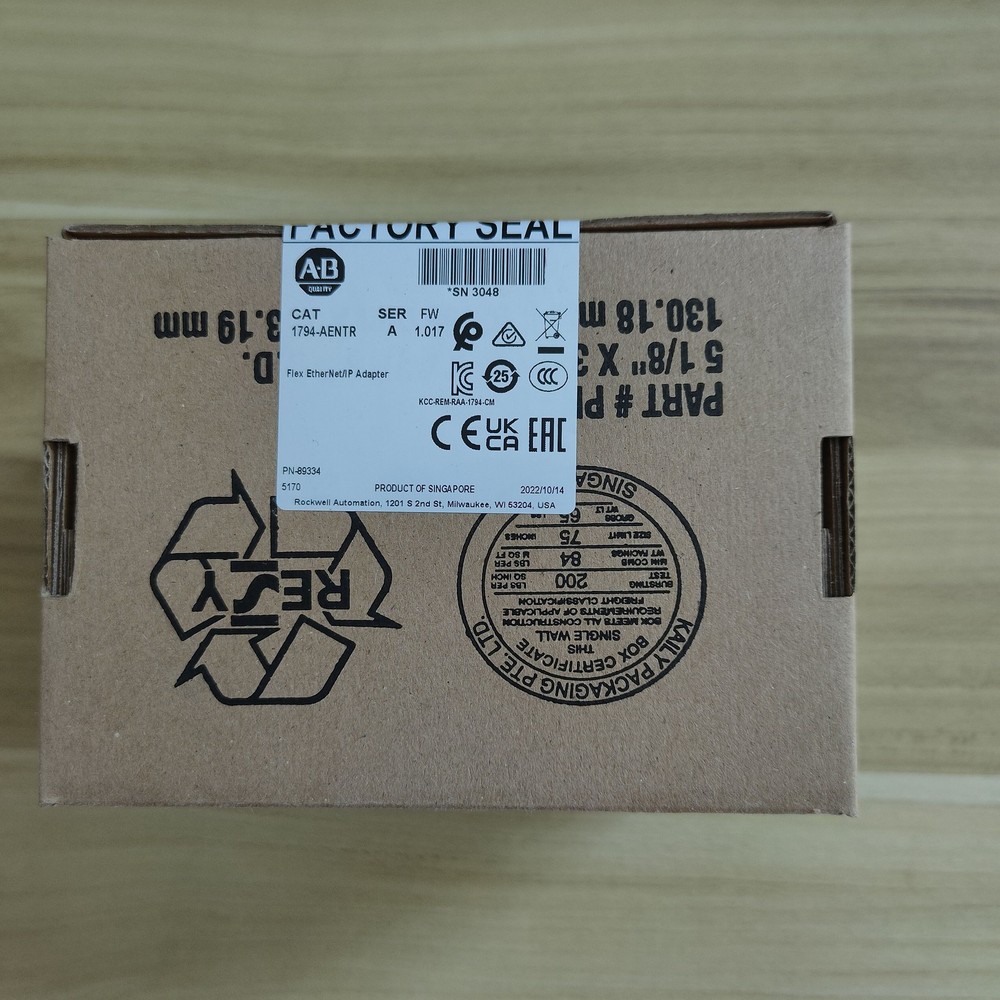 FACTORY SEAL
A-B
QUALITY
*SN 3048
CAT SER FW
1794-AENTR A 1.017
Flex EtherNet/IP Adapter
25
CCC
KCC-REM-RAA-1794-CM
CE UK CA EAC
PN-89334
5170 PRODUCT OF SINGAPORE 2022/10/14
Rockwell Automation, 1201 S 2nd St, Milwaukee, WI 53204, USA
PART #
5 1/8" X
130.18 m
3.19 mm
RESY
KAILY PACKAGING PTE. LTD.
BOX CERTIFICATE
THIS
SINGLE WALL
BOX MEETS ALL CONSTRUCTION
REQUIREMENTS OF APPLICABLE
FREIGHT CLASSIFICATION
BURSTING TEST 200 LBS PER SQ INCH
MIN COMB WT FACINGS 84 LBS PER M SQ FT
SIZE LIMIT 75 INCHES
GROSS WT LT 65